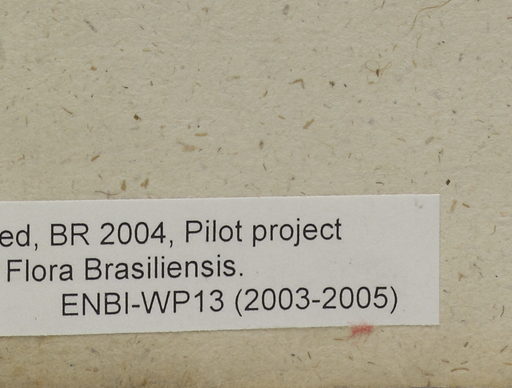 ed, BR 2004, Pilot project
Flora Brasiliensis.
ENBI-WP13 (2003-2005)